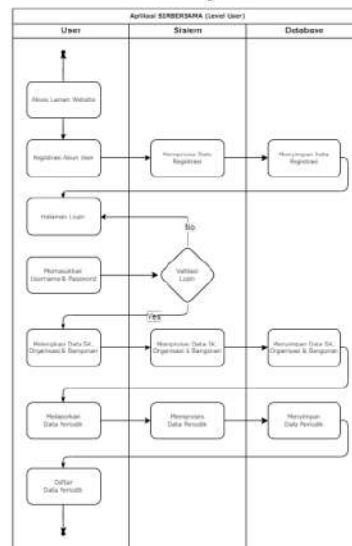 Aplikasi SIRBERSAMA (Level User)
User
Sistem
Database
Akses Laman Website
Registrasi Akun User
Memproses Data
Registrasi
Menyimpan Data
Registrasi
Halaman Login
No
Memasukkan
Username & Password
Validasi
Login
Yes
Melengkapi Data SK,
Organisasi & Bangunan
Memproses Data SK,
Organisasi & Bangunan
Menyimpan Data SK,
Organisasi & Bangunan
Melaporkan
Data Periodik
Memproses
Data Periodik
Menyimpan
Data Periodik
Daftar
Data Periodik